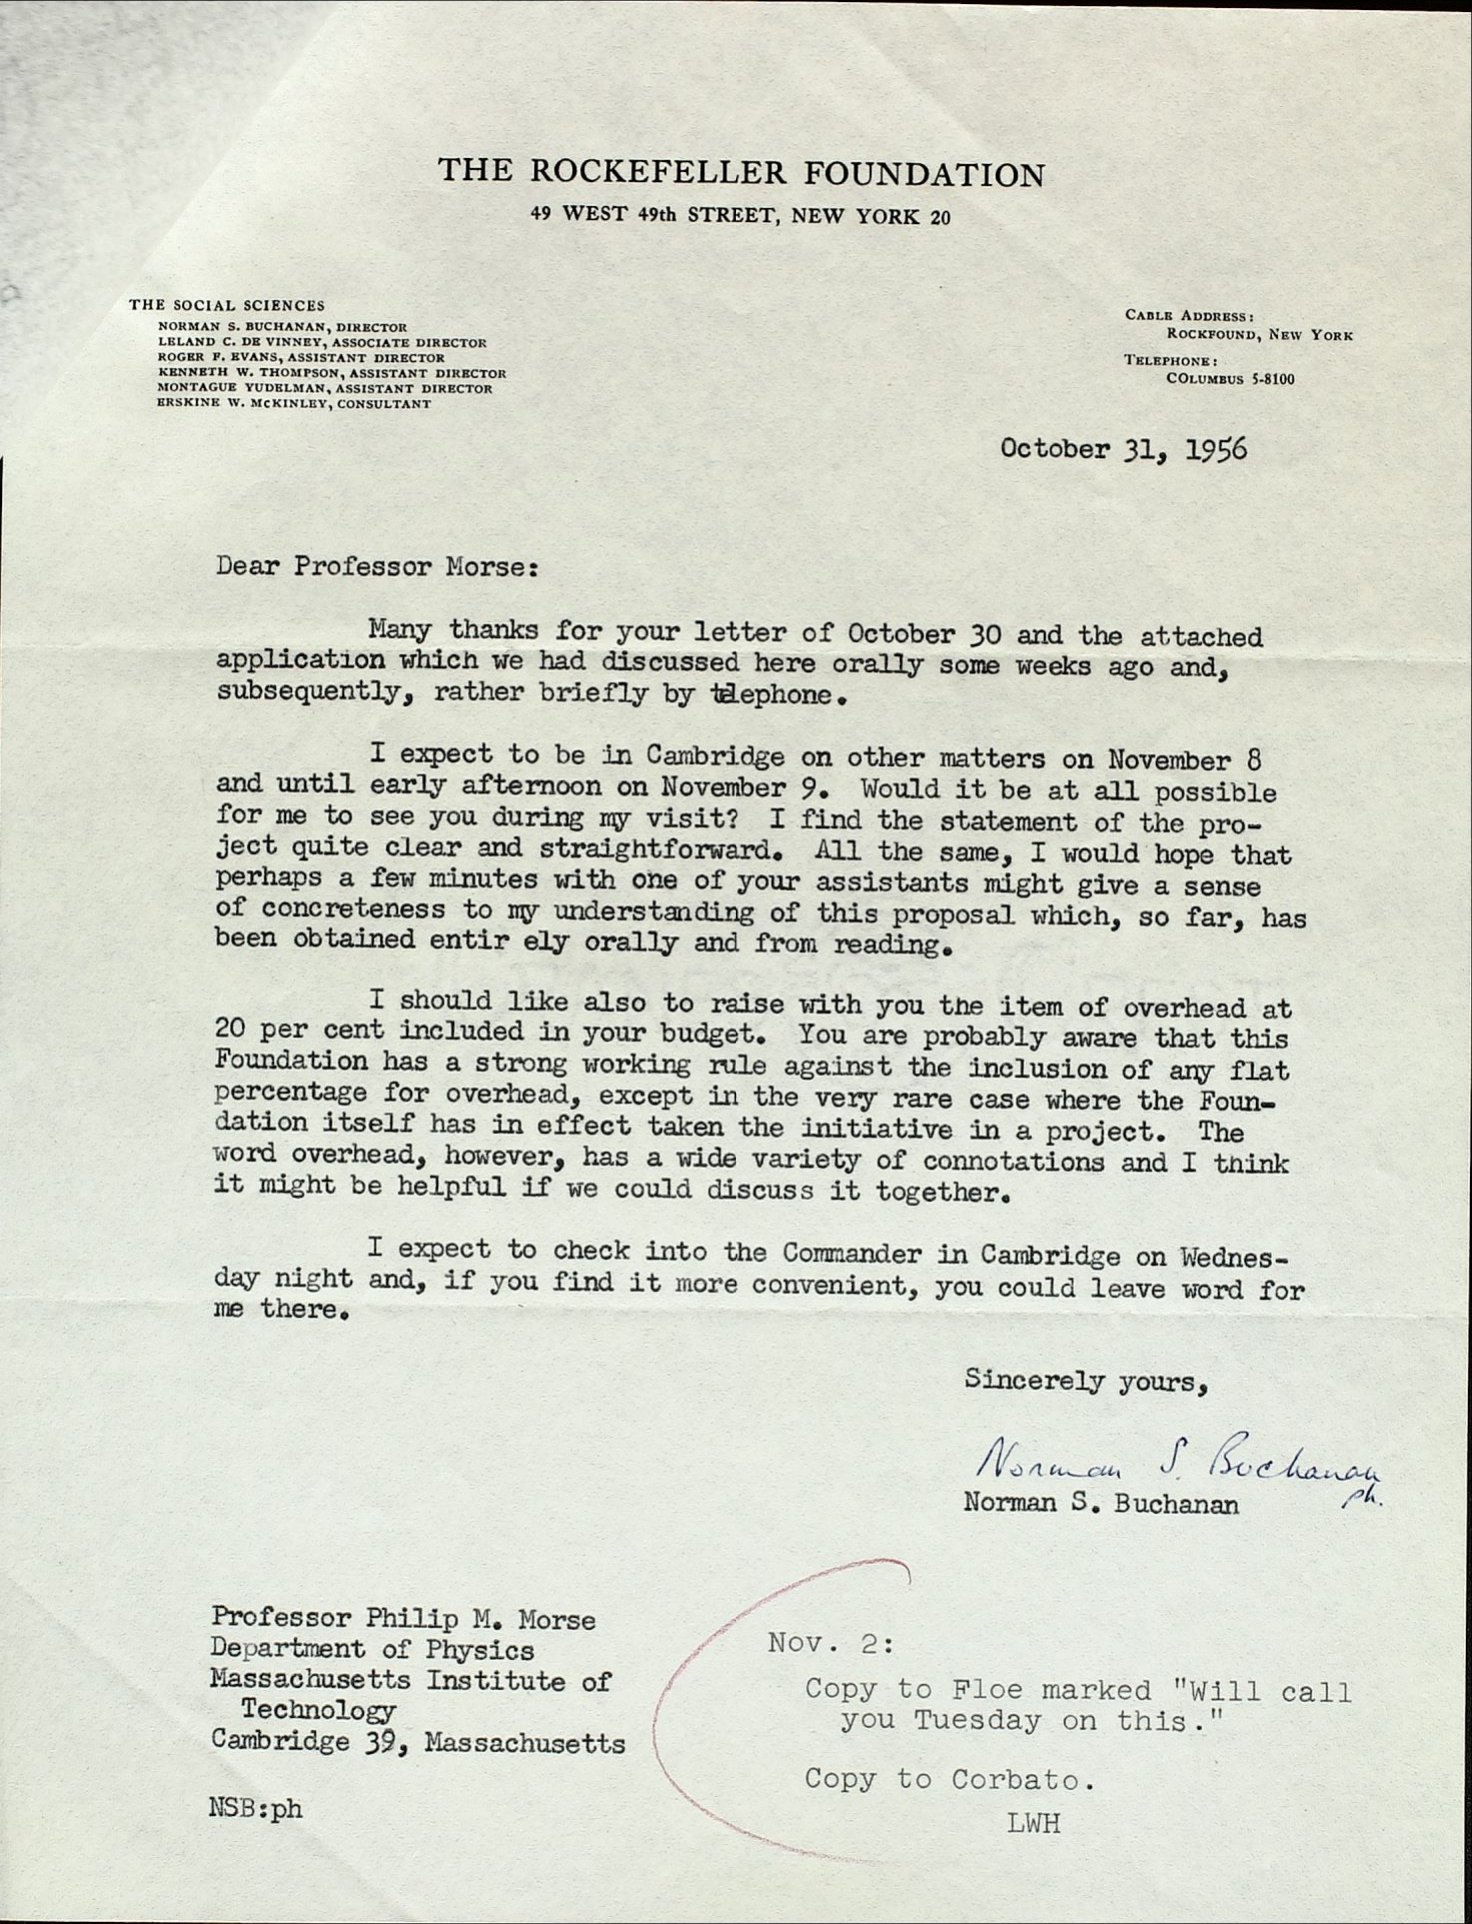 THE ROCKEFELLER FOUNDATION
49 WEST 49th STREET, NEW YORK 20
THE SOCIAL SCIENCES
NORMAN S. BUCHANAN, DIRECTOR
LELAND C. DE VINNEY, ASSOCIATE DIRECTOR
ROGER F. EVANS, ASSISTANT DIRECTOR
KENNETH W. THOMPSON, ASSISTANT DIRECTOR
MONTAGUE YUDELMAN, ASSISTANT DIRECTOR
ERSKINE W. McKINLEY, CONSULTANT
CABLE ADDRESS:
ROCKFOUND, NEW YORK
TELEPHONE:
COLUMBUS 5-8100
October 31, 1956
Dear Professor Morse:
Many thanks for your letter of October 30 and the attached
application which we had discussed here orally some weeks ago and,
subsequently, rather briefly by telephone.
I expect to be in Cambridge on other matters on November 8
and until early afternoon on November 9. Would it be at all possible
for me to see you during my visit? I find the statement of the pro-
ject quite clear and straightforward. All the same, I would hope that
perhaps a few minutes with one of your assistants might give a sense
of concreteness to my understanding of this proposal which, so far, has
been obtained entir ely orally and from reading.
I should like also to raise with you the item of overhead at
20 per cent included in your budget. You are probably aware that this
Foundation has a strong working rule against the inclusion of any flat
percentage for overhead, except in the very rare case where the Foun-
dation itself has in effect taken the initiative in a project. The
word overhead, however, has a wide variety of connotations and I think
it might be helpful if we could discuss it together.
I expect to check into the Commander in Cambridge on Wednes-
day night and, if you find it more convenient, you could leave word for
me there.
Sincerely yours,
Norman S. Buchanan
ph.
Norman S. Buchanan
Professor Philip M. Morse
Department of Physics
Massachusetts Institute of
Technology
Cambridge 39, Massachusetts
NSB:ph
Nov. 2:
Copy to Floe marked "Will call
you Tuesday on this."
Copy to Corbato.
LWH